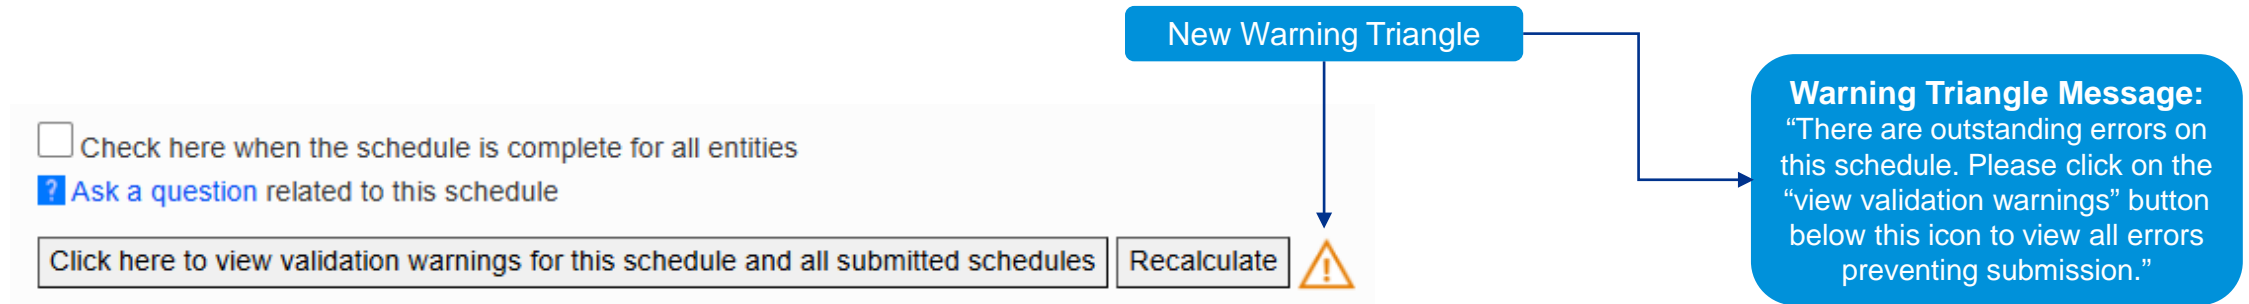 New Warning Triangle
Warning Triangle Message:
“There are outstanding errors on
this schedule. Please click on the
“view validation warnings” button
below this icon to view all errors
preventing submission.”
Check here when the schedule is complete for all entities
? Ask a question related to this schedule
Click here to view validation warnings for this schedule and all submitted schedules
Recalculate
!